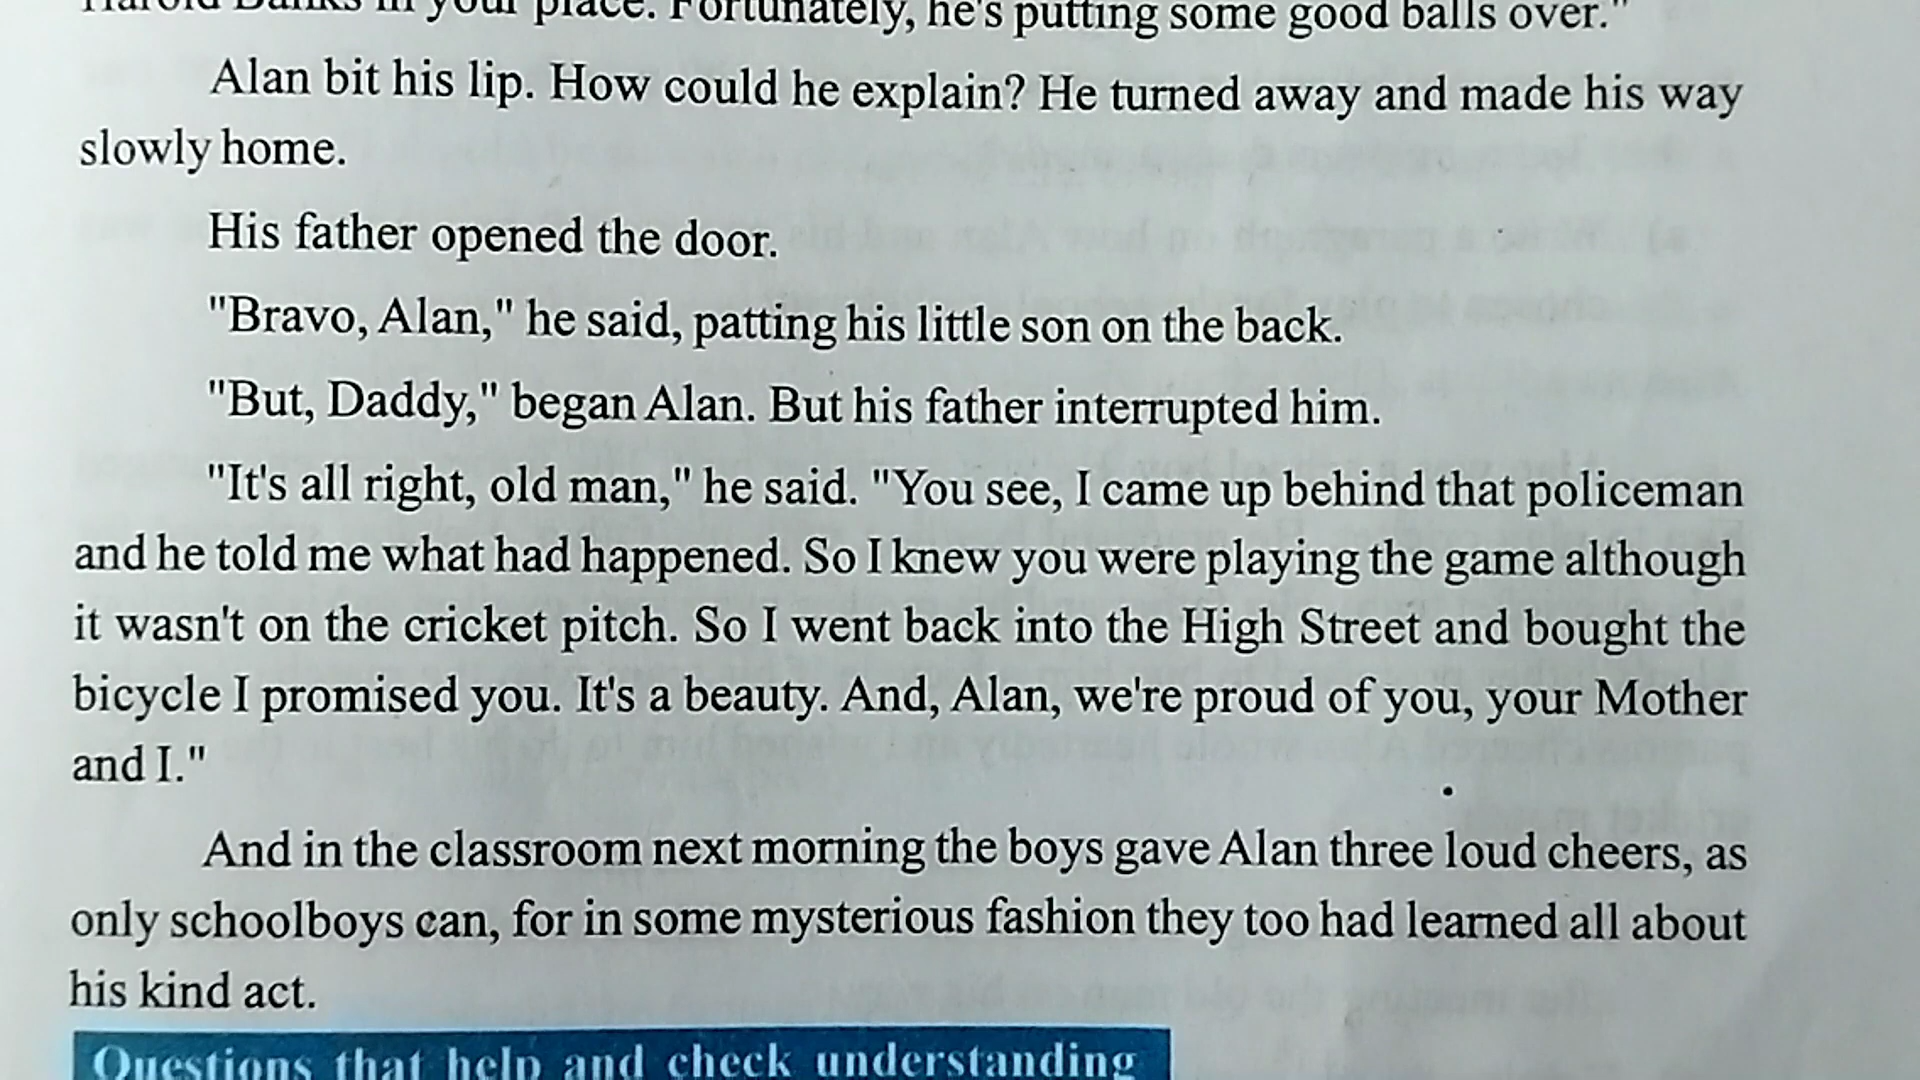 Harold Banks in your place. Fortunately, he's putting some good balls over."
Alan bit his lip. How could he explain? He turned away and made his way
slowly home.
His father opened the door.
"Bravo, Alan," he said, patting his little son on the back.
"But, Daddy," began Alan. But his father interrupted him.
"It's all right, old man," he said. "You see, I came up behind that policeman
and he told me what had happened. So I knew you were playing the game although
it wasn't on the cricket pitch. So I went back into the High Street and bought the
bicycle I promised you. It's a beauty. And, Alan, we're proud of you, your Mother
and I."
And in the classroom next morning the boys gave Alan three loud cheers, as
only schoolboys can, for in some mysterious fashion they too had learned all about
his kind act.
Questions that help and check understanding